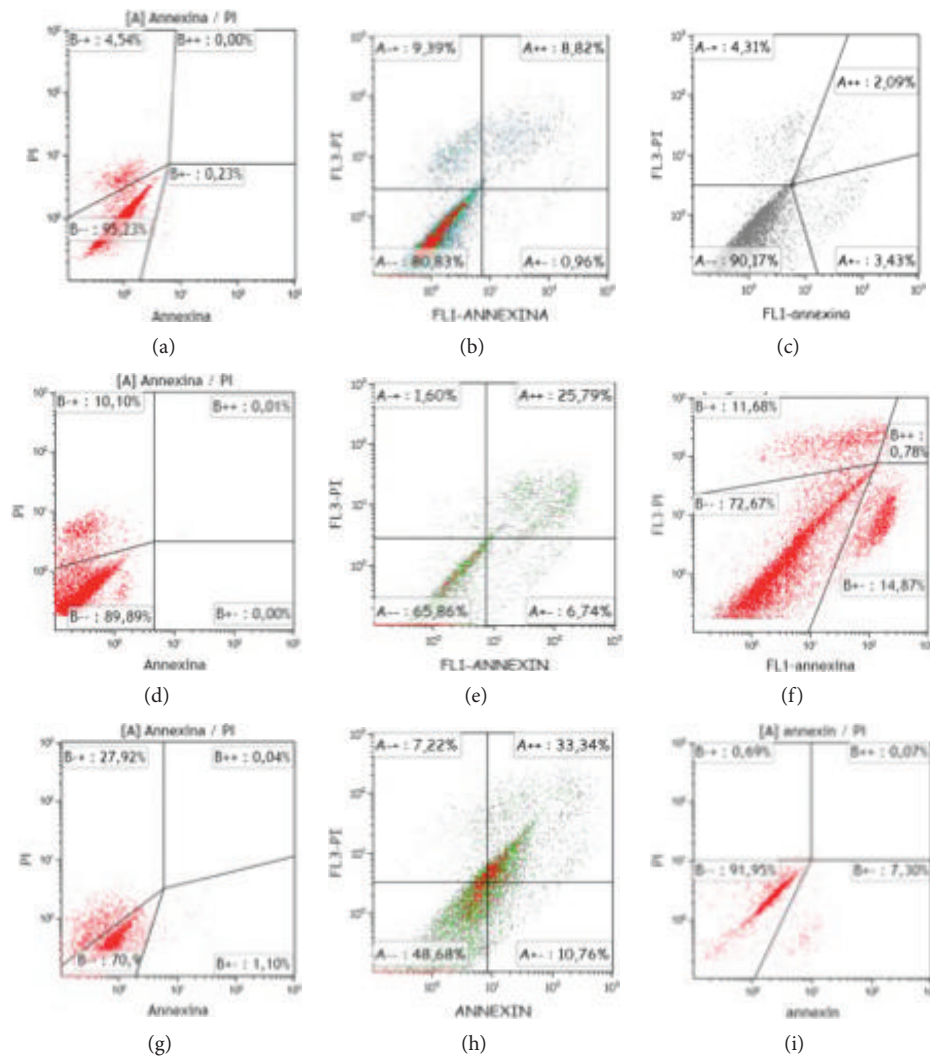 [A] Annexina / PI
B-+ : 4,54%
B++ : 0,00%
B+- : 0,23%
B-- : 95,23%
PI
Annexina
(a)
A-+ : 9,39%
A++ : 8,82%
A-- : 80,83%
A+- : 0,96%
FL3-PI
FL1-ANNEXINA
(b)
A-+ : 4,31%
A++ : 2,09%
A-- : 90,17%
A+- : 3,43%
FL3-PI
FL1-annexina
(c)
[A] Annexina / PI
B-+ : 10,10%
B++ : 0,01%
B-- : 89,89%
B+- : 0,00%
PI
Annexina
(d)
A-+ : 1,60%
A++ : 25,79%
A-- : 65,86%
A+- : 6,74%
FL3-PI
FL1-ANNEXIN
(e)
B-+ : 11,68%
B++ :
0,78%
B-- : 72,67%
B+- : 14,87%
FL3-PI
FL1-annexina
(f)
[A] Annexina / PI
B-+ : 27,92%
B++ : 0,04%
B-- : 70,9
B+- : 1,10%
PI
Annexina
(g)
A-+ : 7,22%
A++ : 33,34%
A-- : 48,68%
A+- : 10,76%
FL3-PI
ANNEXIN
(h)
[A] annexin / PI
B-+ : 0,69%
B++ : 0,07%
B-- : 91,95%
B+- : 7,30%
PI
annexin
(i)